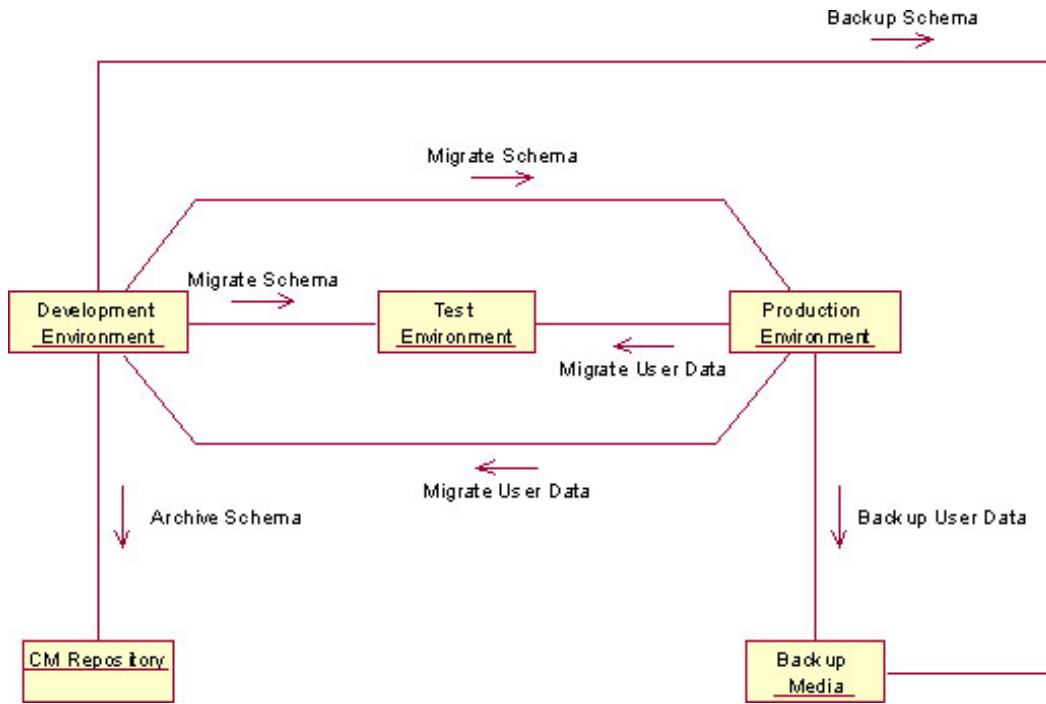 Backup Schema
Migrate Schema
Migrate Schema
Development
Environment
Test
Environment
Production
Environment
Migrate User Data
Migrate User Data
Archive Schema
Backup User Data
CM Repository
Backup
Media